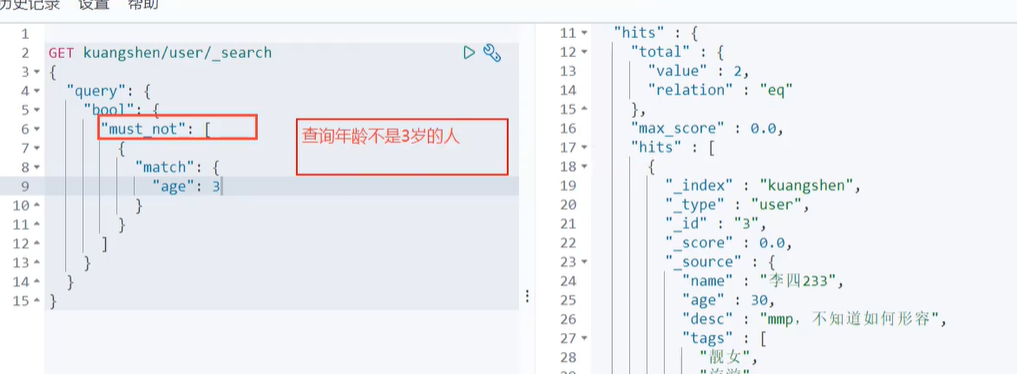 历史记录 设置 帮助
1
2 GET kuangshen/user/_search
3 {
4 "query": {
5 "bool": {
6 "must_not": [
7 {
8 "match": {
9 "age": 3
10 }
11 }
12 ]
13 }
14 }
15 }
查询年龄不是3岁的人
11 "hits" : {
12 "total" : {
13 "value" : 2,
14 "relation" : "eq"
15 },
16 "max_score" : 0.0,
17 "hits" : [
18 {
19 "_index" : "kuangshen",
20 "_type" : "user",
21 "_id" : "3",
22 "_score" : 0.0,
23 "_source" : {
24 "name" : "李四233",
25 "age" : 30,
26 "desc" : "mmp，不知道如何形容",
27 "tags" : [
28 "靓女",